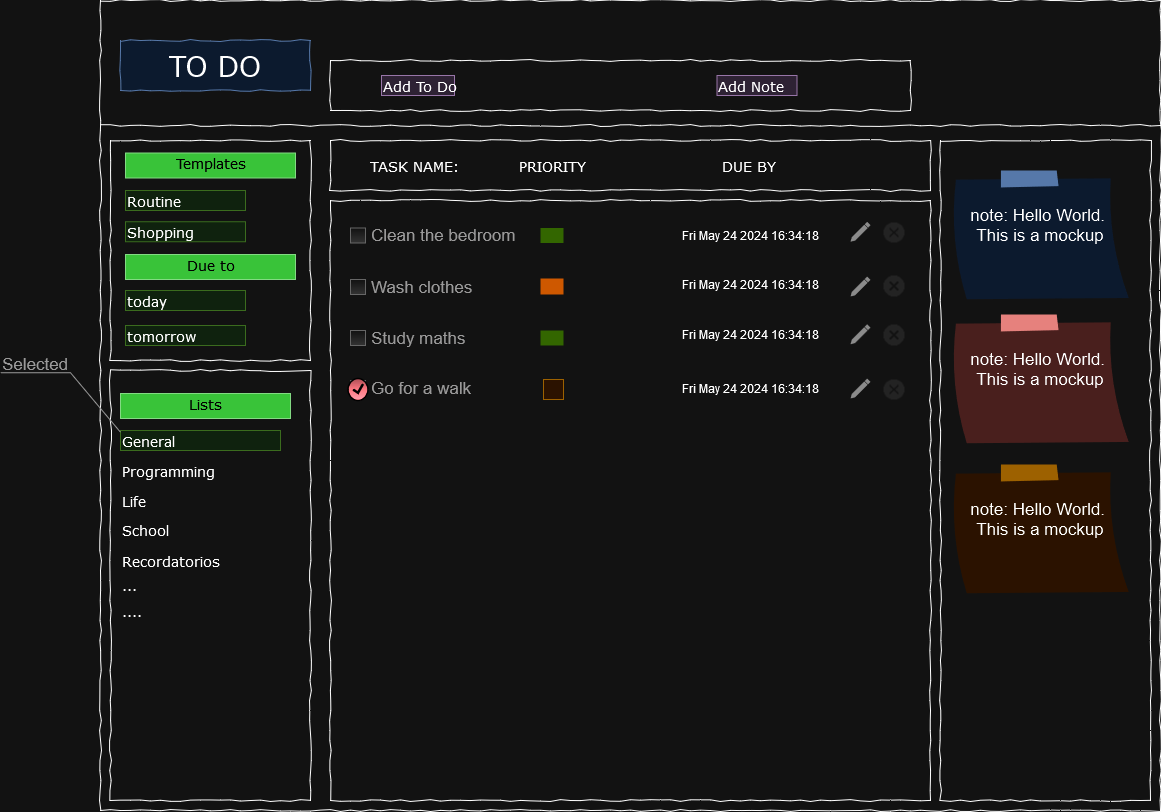 TO DO
Add To Do
Add Note
Templates
Routine
Shopping
Due to
today
tomorrow
Selected
Lists
General
Programming
Life
School
Recordatorios
...
....
TASK NAME: PRIORITY DUE BY
Clean the bedroom Fri May 24 2024 16:34:18
Wash clothes Fri May 24 2024 16:34:18
Study maths Fri May 24 2024 16:34:18
Go for a walk Fri May 24 2024 16:34:18
note: Hello World.
This is a mockup
note: Hello World.
This is a mockup
note: Hello World.
This is a mockup